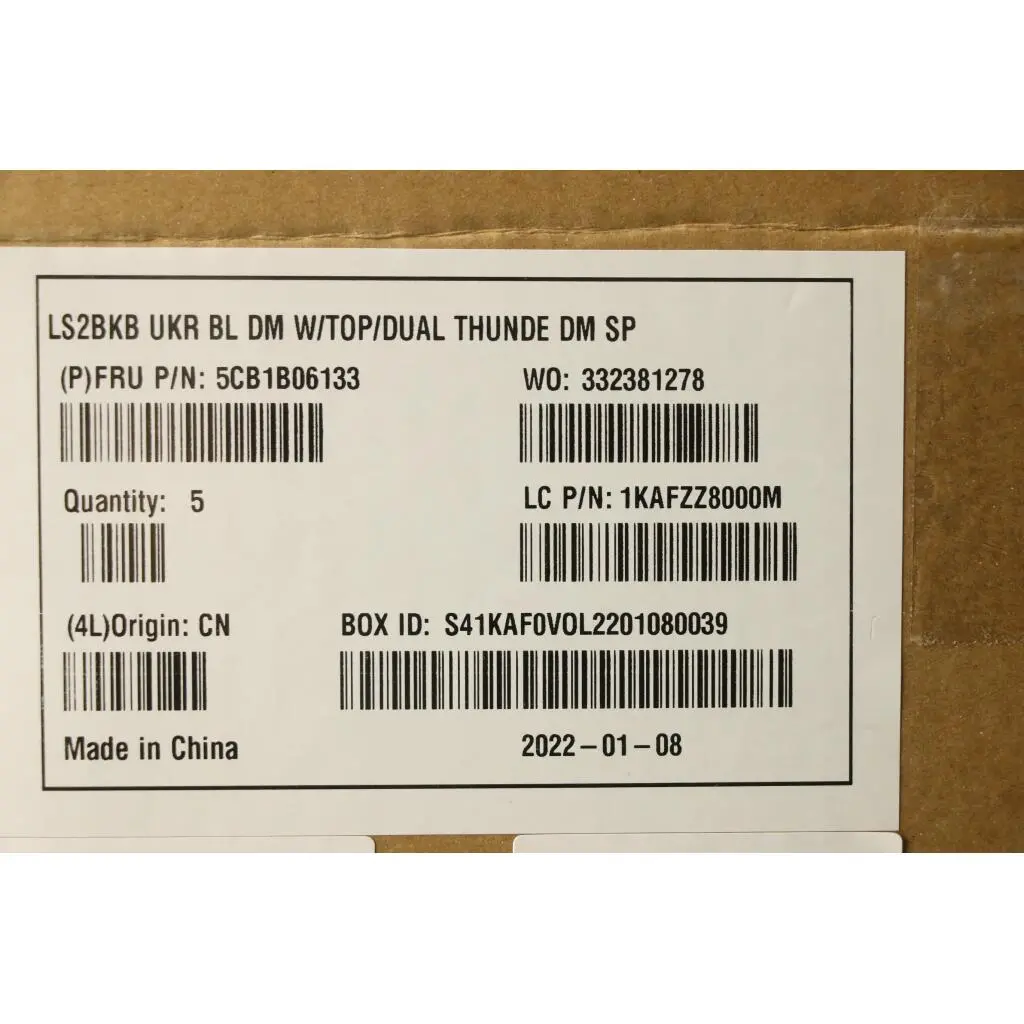 LS2BKB UKR BL DM W/TOP/DUAL THUNDE DM SP
(P)FRU P/N: 5CB1B06133 WO: 332381278
Quantity: 5 LC P/N: 1KAFZZ8000M
(4L)Origin: CN BOX ID: S41KAF0VOL2201080039
Made in China 2022-01-08